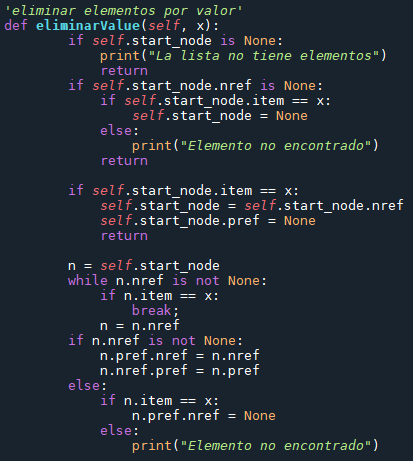 'eliminar elementos por valor'
def eliminarValue(self, x):
        if self.start_node is None:
            print("La lista no tiene elementos")
            return
        if self.start_node.nref is None:
            if self.start_node.item == x:
                self.start_node = None
            else:
                print("Elemento no encontrado")
            return

        if self.start_node.item == x:
            self.start_node = self.start_node.nref
            self.start_node.pref = None
            return

        n = self.start_node
        while n.nref is not None:
            if n.item == x:
                break;
            n = n.nref
        if n.nref is not None:
            n.pref.nref = n.nref
            n.nref.pref = n.pref
        else:
            if n.item == x:
                n.pref.nref = None
            else:
                print("Elemento no encontrado")